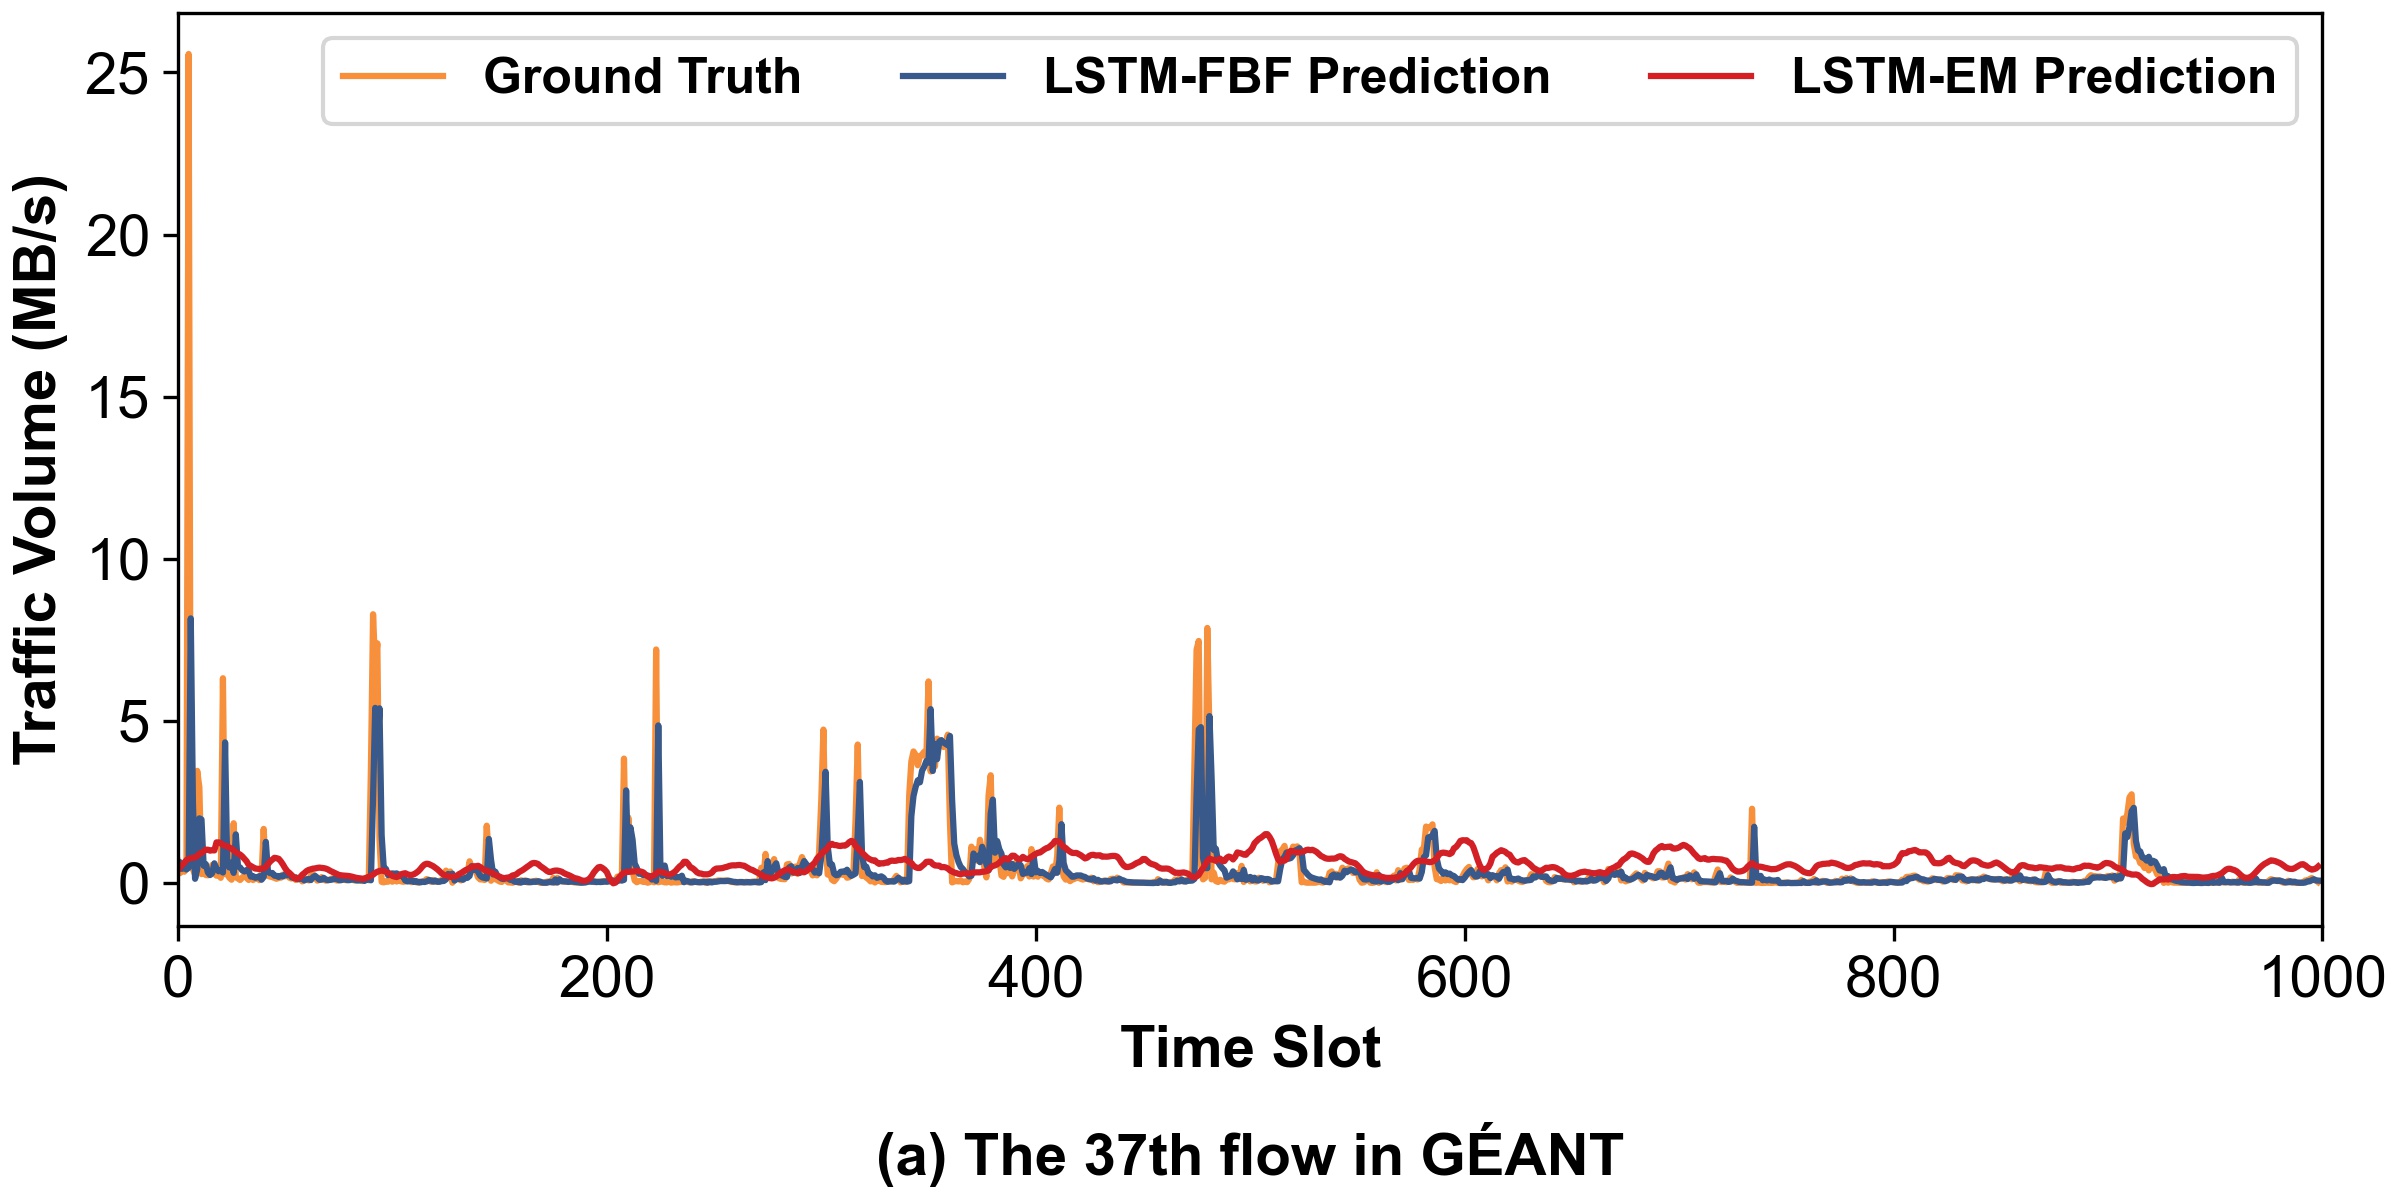 Ground Truth LSTM-FBF Prediction LSTM-EM Prediction
Traffic Volume (MB/s)
25
20
15
10
5
0
0 200 400 600 800 1000
Time Slot
(a) The 37th flow in GÉANT